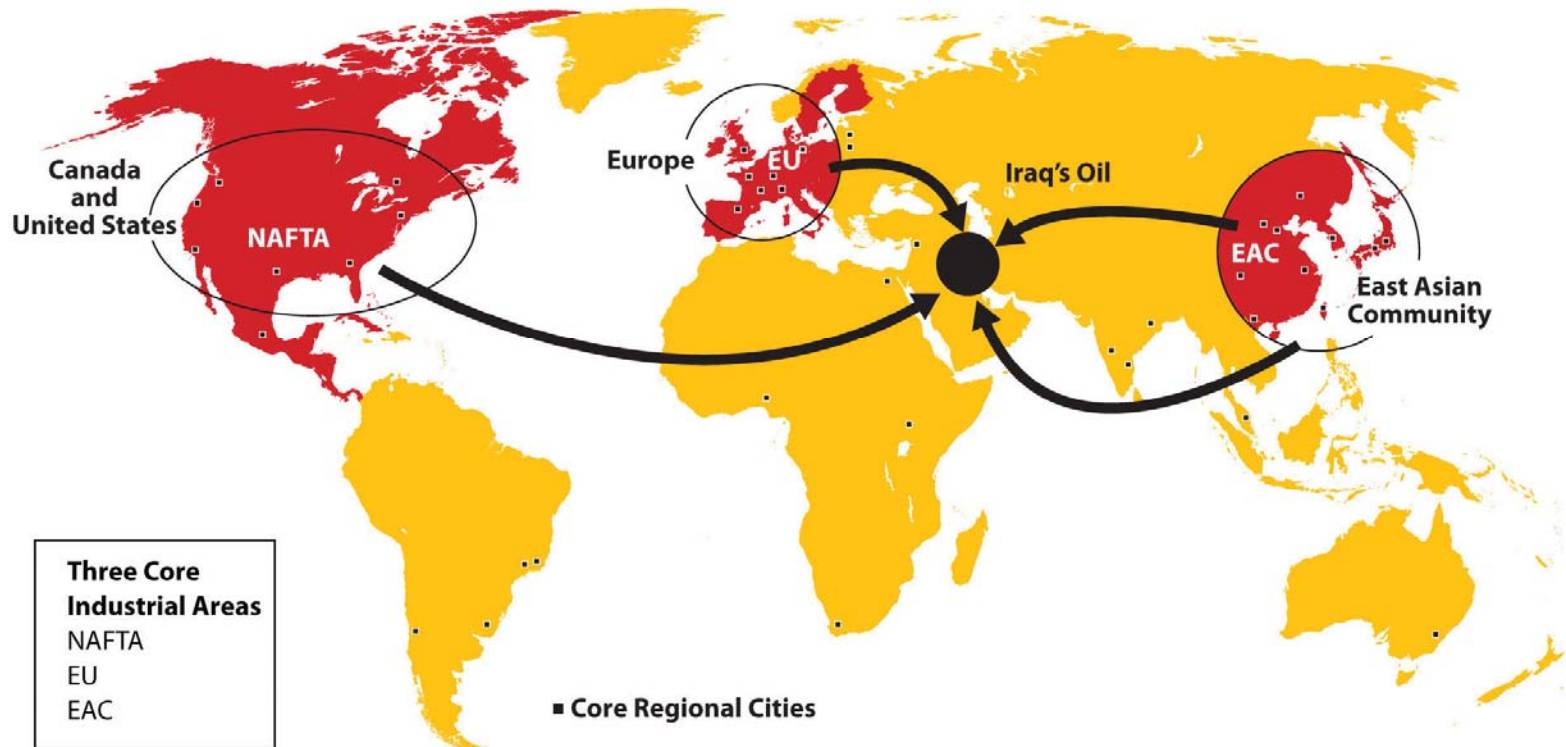 Canada
and
United States
NAFTA
Europe
EU
Iraq's Oil
EAC
East Asian
Community
Three Core
Industrial Areas
NAFTA
EU
EAC
Core Regional Cities